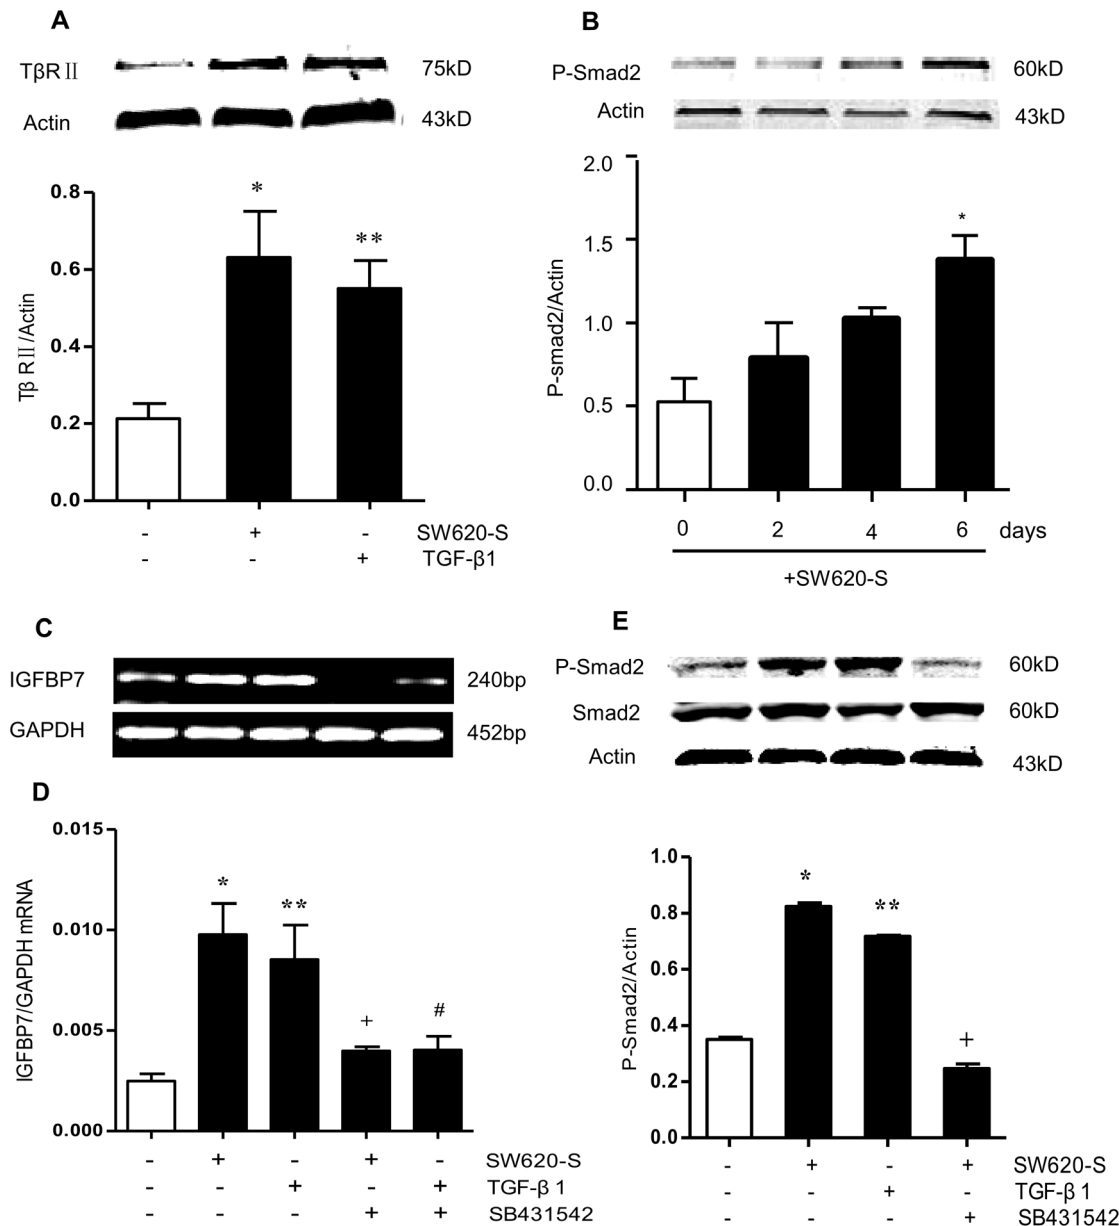 A
TβRⅡ 75kD
Actin 43kD
TβRⅡ/Actin
0.8
0.6
0.4
0.2
0.0
* **
- + - SW620-S
- - + TGF-β1
B
P-Smad2 60kD
Actin 43kD
P-smad2/Actin
2.0
1.5
1.0
0.5
0.0
*
0 2 4 6 days
+SW620-S
C
IGFBP7 240bp
GAPDH 452bp
D
IGFBP7/GAPDH mRNA
0.015
0.010
0.005
0.000
* ** + #
- + - + - SW620-S
- - + - + TGF-β1
- - - + + SB431542
E
P-Smad2 60kD
Smad2 60kD
Actin 43kD
P-Smad2/Actin
1.0
0.8
0.6
0.4
0.2
0.0
* ** +
- + - + SW620-S
- - + - TGF-β1
- - - + SB431542